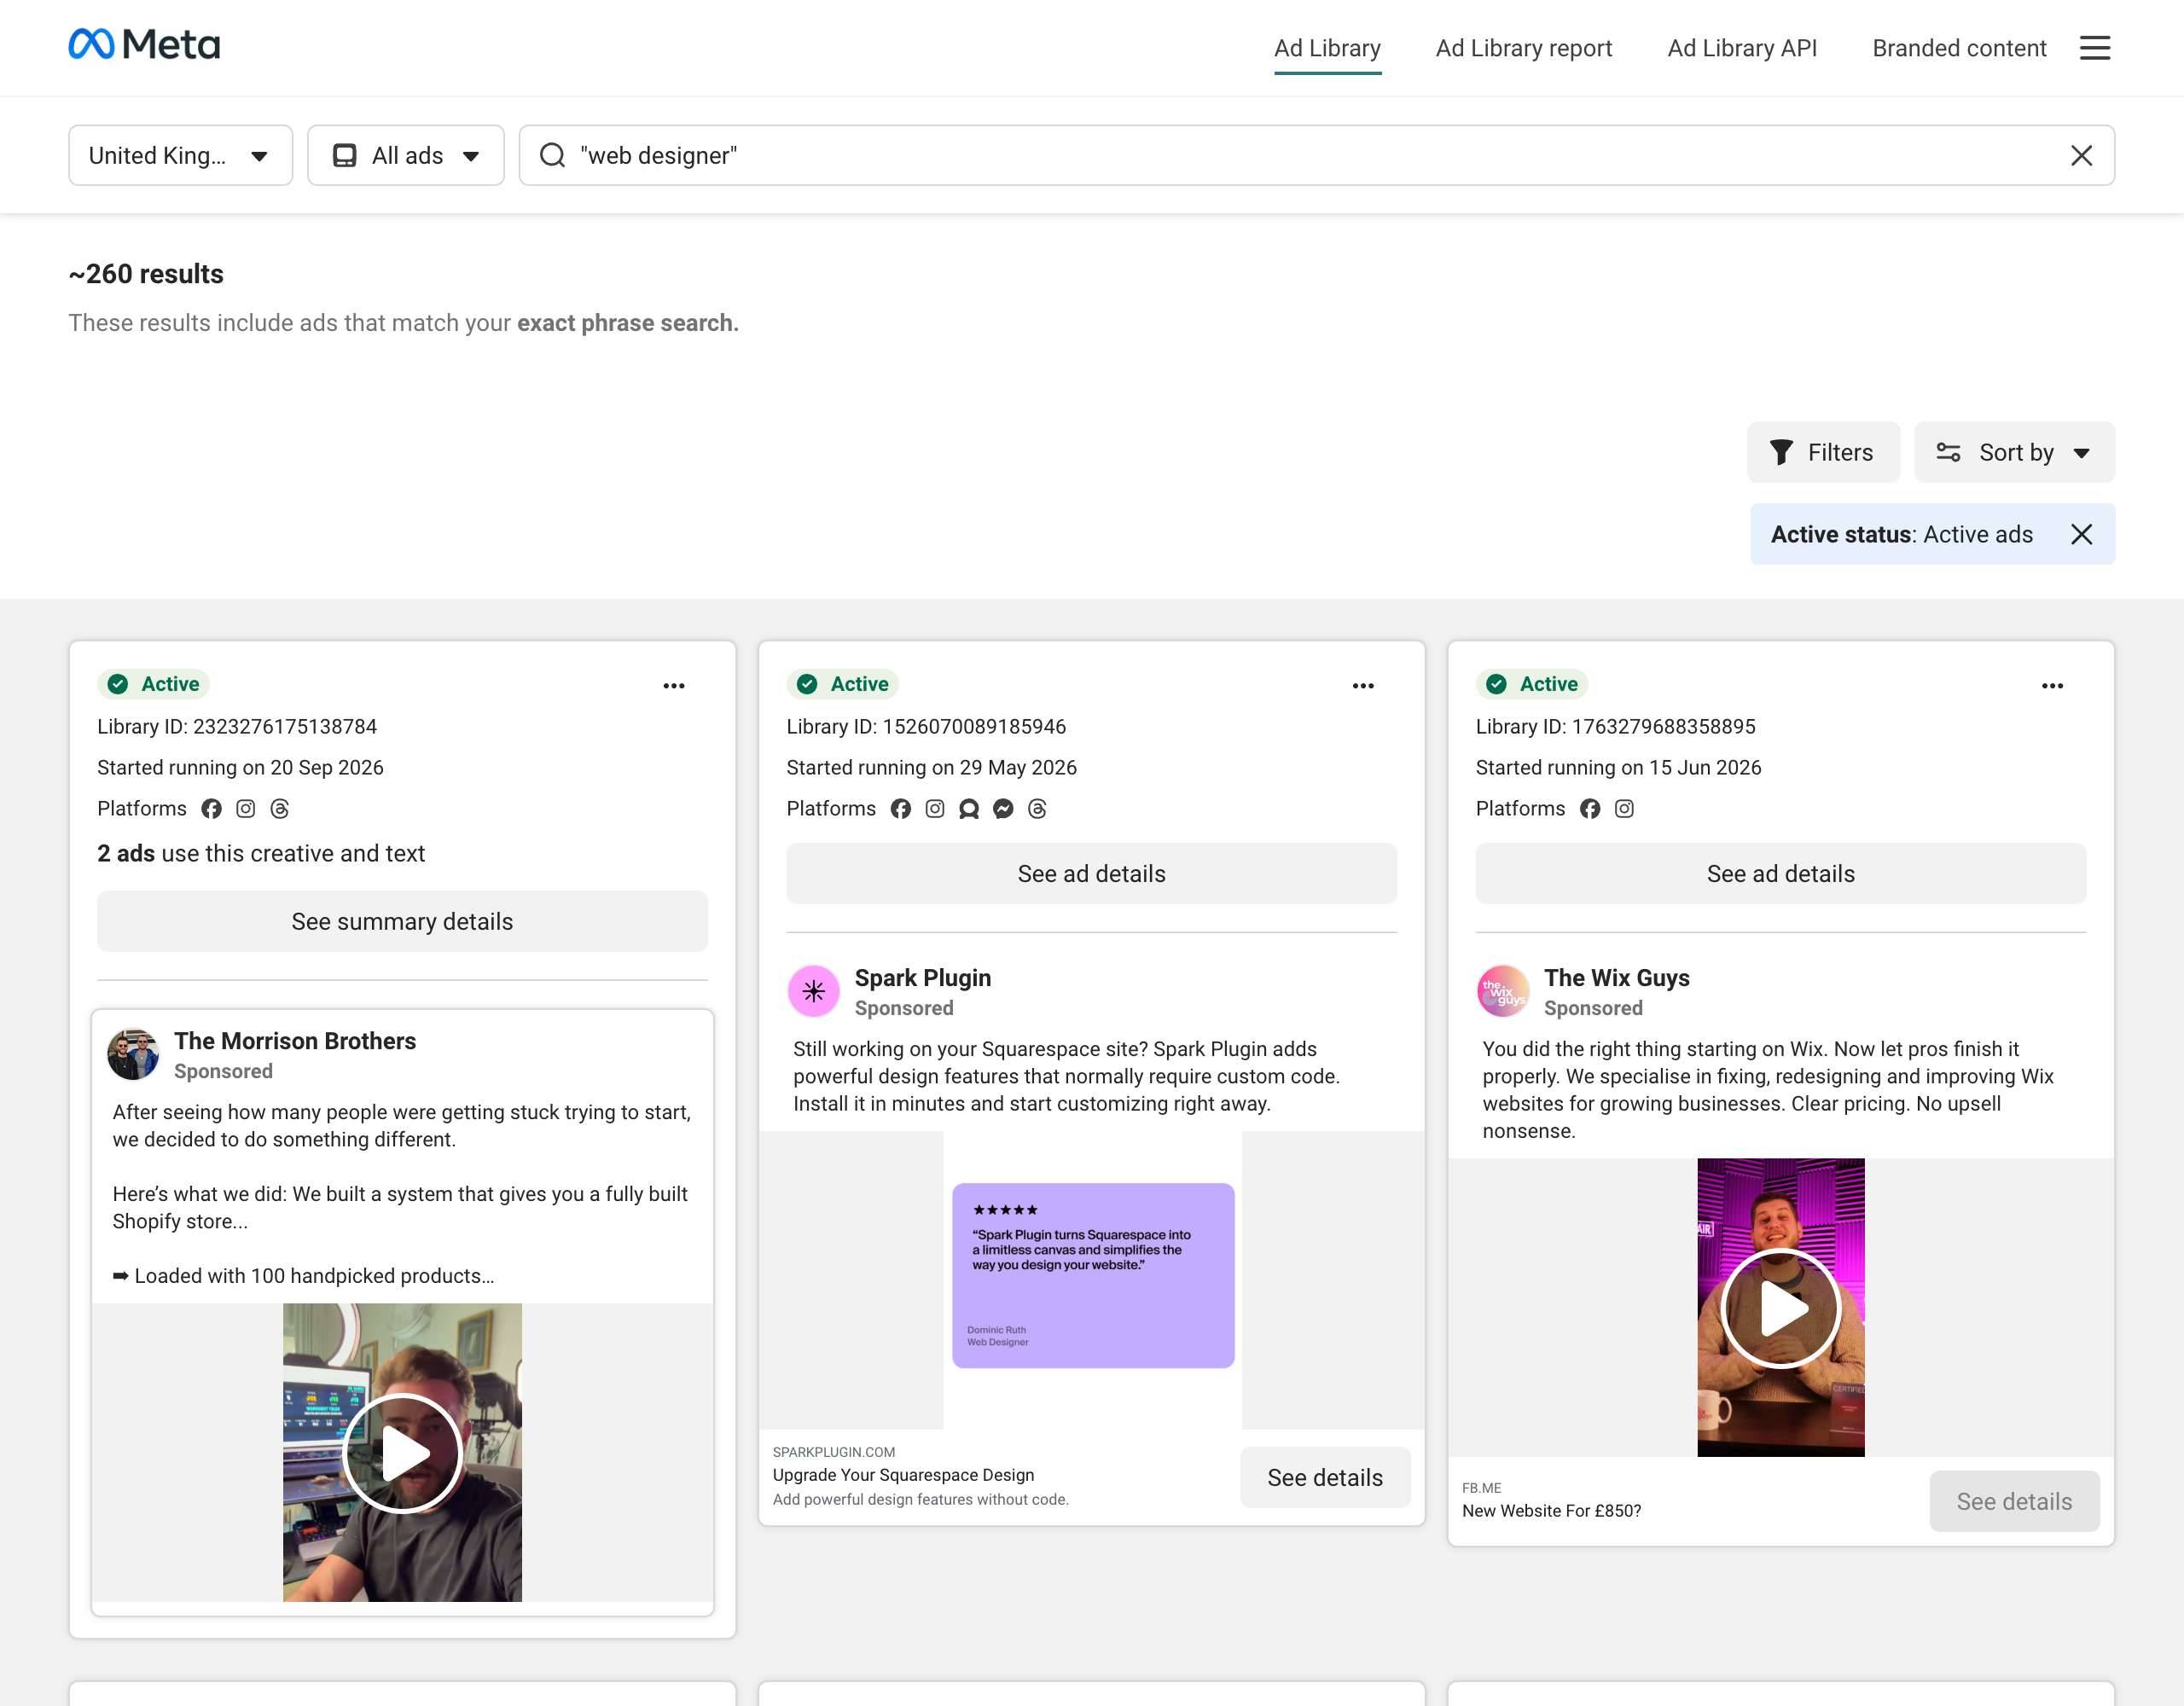 Meta
Ad Library
Ad Library report
Ad Library API
Branded content
United King...
All ads
"web designer"
~260 results
These results include ads that match your exact phrase search.
Filters
Sort by
Active status: Active ads
Active
Library ID: 2323276175138784
Started running on 20 Sep 2026
Platforms
2 ads use this creative and text
See summary details
The Morrison Brothers
Sponsored
After seeing how many people were getting stuck trying to start,
we decided to do something different.
Here’s what we did: We built a system that gives you a fully built
Shopify store...
➡ Loaded with 100 handpicked products...
Active
Library ID: 1526070089185946
Started running on 29 May 2026
Platforms
See ad details
Spark Plugin
Sponsored
Still working on your Squarespace site? Spark Plugin adds
powerful design features that normally require custom code.
Install it in minutes and start customizing right away.
★★★★★
“Spark Plugin turns Squarespace into
a limitless canvas and simplifies the
way you design your website.”
Dominic Ruth
Web Designer
SPARKPLUGIN.COM
Upgrade Your Squarespace Design
Add powerful design features without code.
See details
Active
Library ID: 1763279688358895
Started running on 15 Jun 2026
Platforms
See ad details
the
wix
guys
The Wix Guys
Sponsored
You did the right thing starting on Wix. Now let pros finish it
properly. We specialise in fixing, redesigning and improving Wix
websites for growing businesses. Clear pricing. No upsell
nonsense.
AIR
CERTIFIED
FB.ME
New Website For £850?
See details